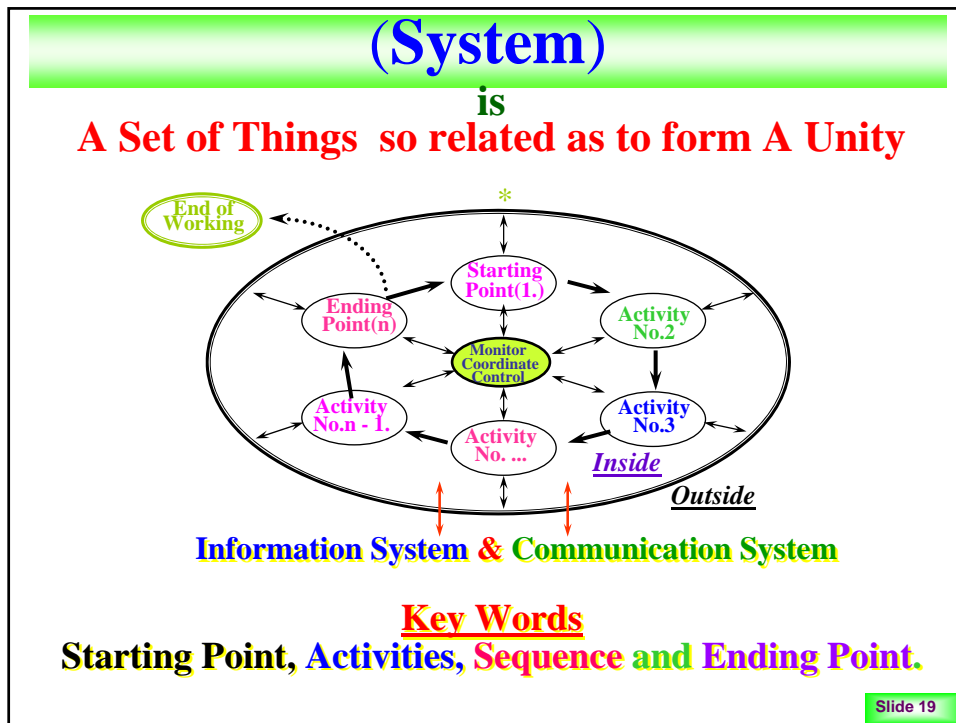 (System)
is
A Set of Things so related as to form A Unity
*
End of
Working
Starting
Point(1.)
Ending
Point(n)
Activity
No.2
Monitor
Coordinate
Control
Activity
No.n - 1.
Activity
No.3
Activity
No. ...
Inside
Outside
Information System & Communication System
Key Words
Starting Point, Activities, Sequence and Ending Point.
Slide 19